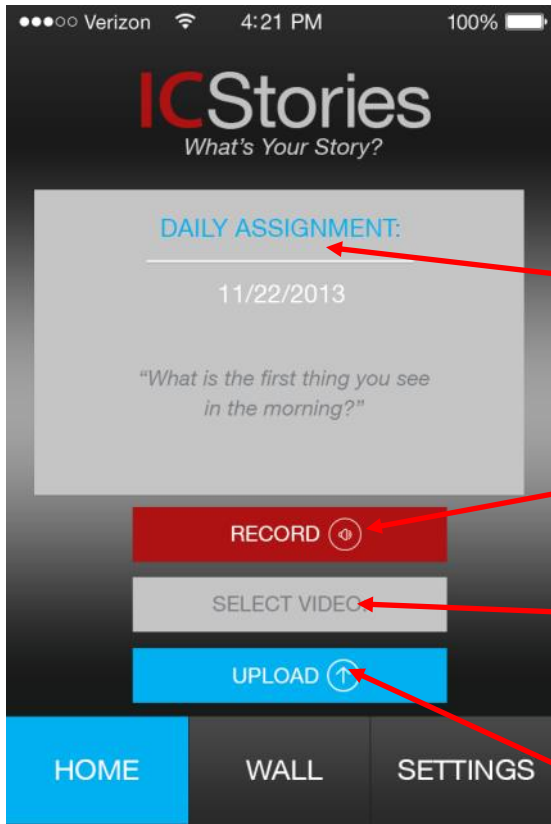 Verizon 4:21 PM 100%
ICStories
What's Your Story?
DAILY ASSIGNMENT:
11/22/2013
"What is the first thing you see
in the morning?"
RECORD
SELECT VIDEO
UPLOAD
HOME WALL SETTINGS